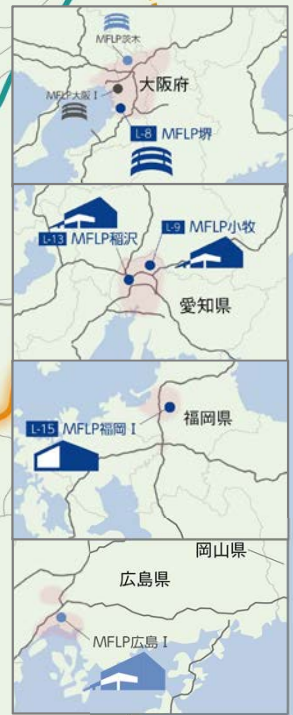 MFLP茨木
MFLP大阪 I
大阪府
L-8 MFLP堺
L-13 MFLP稲沢
L-9 MFLP小牧
愛知県
L-15 MFLP福岡 I
福岡県
岡山県
広島県
MFLP広島 I